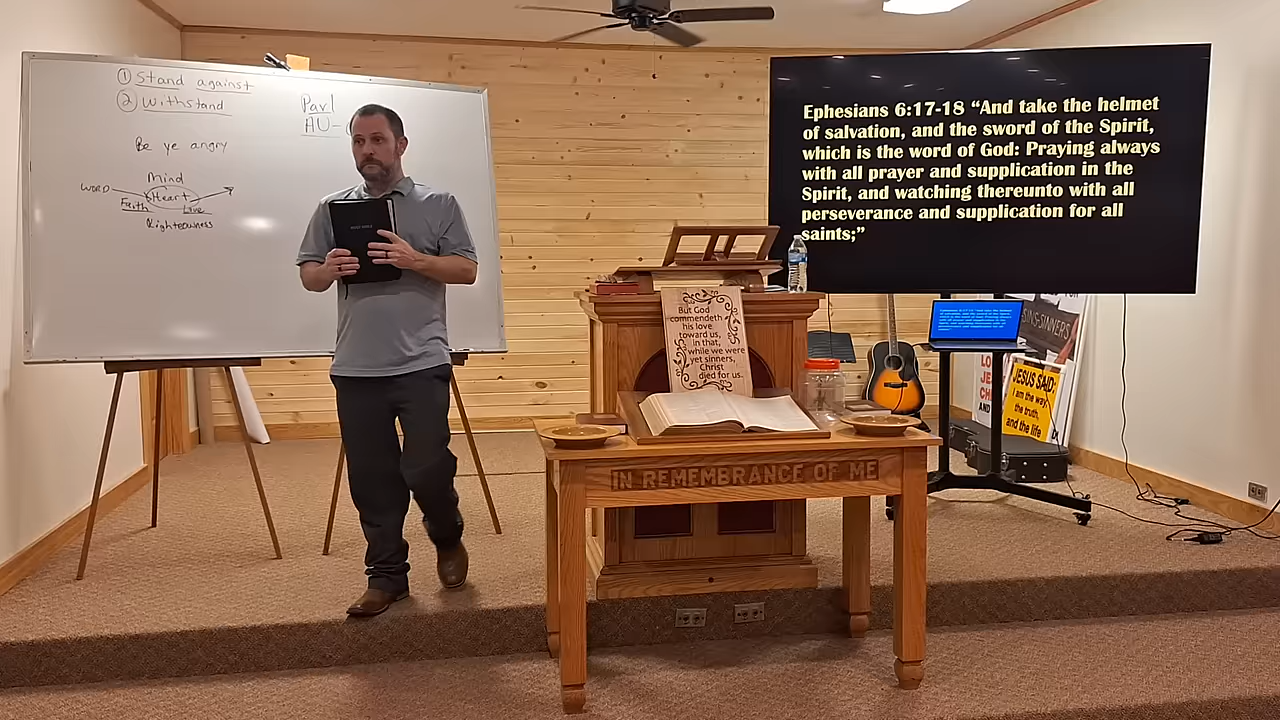 ① Stand against
② Withstand
Be ye angry
Mind
WORD
Heart
Faith
Love
Righteousness
Paul
HOLY BIBLE
Ephesians 6:17-18 “And take the helmet
of salvation, and the sword of the Spirit,
which is the word of God: Praying always
with all prayer and supplication in the
Spirit, and watching thereunto with all
perseverance and supplication for all
saints;”
But God
commendeth
his love
toward us,
in that,
while we were
yet sinners,
Christ
died for us.
IN REMEMBRANCE OF ME
JESUS SAID:
I am the way,
the truth,
and the life